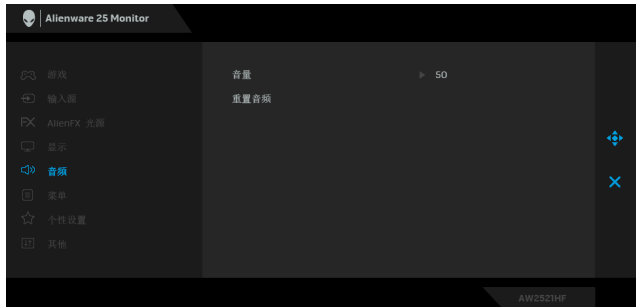 Alienware 25 Monitor
游戏
输入源
AlienFX 光源
显示
音频
菜单
个性设置
其他
音量 50
重置音频
AW2521HF